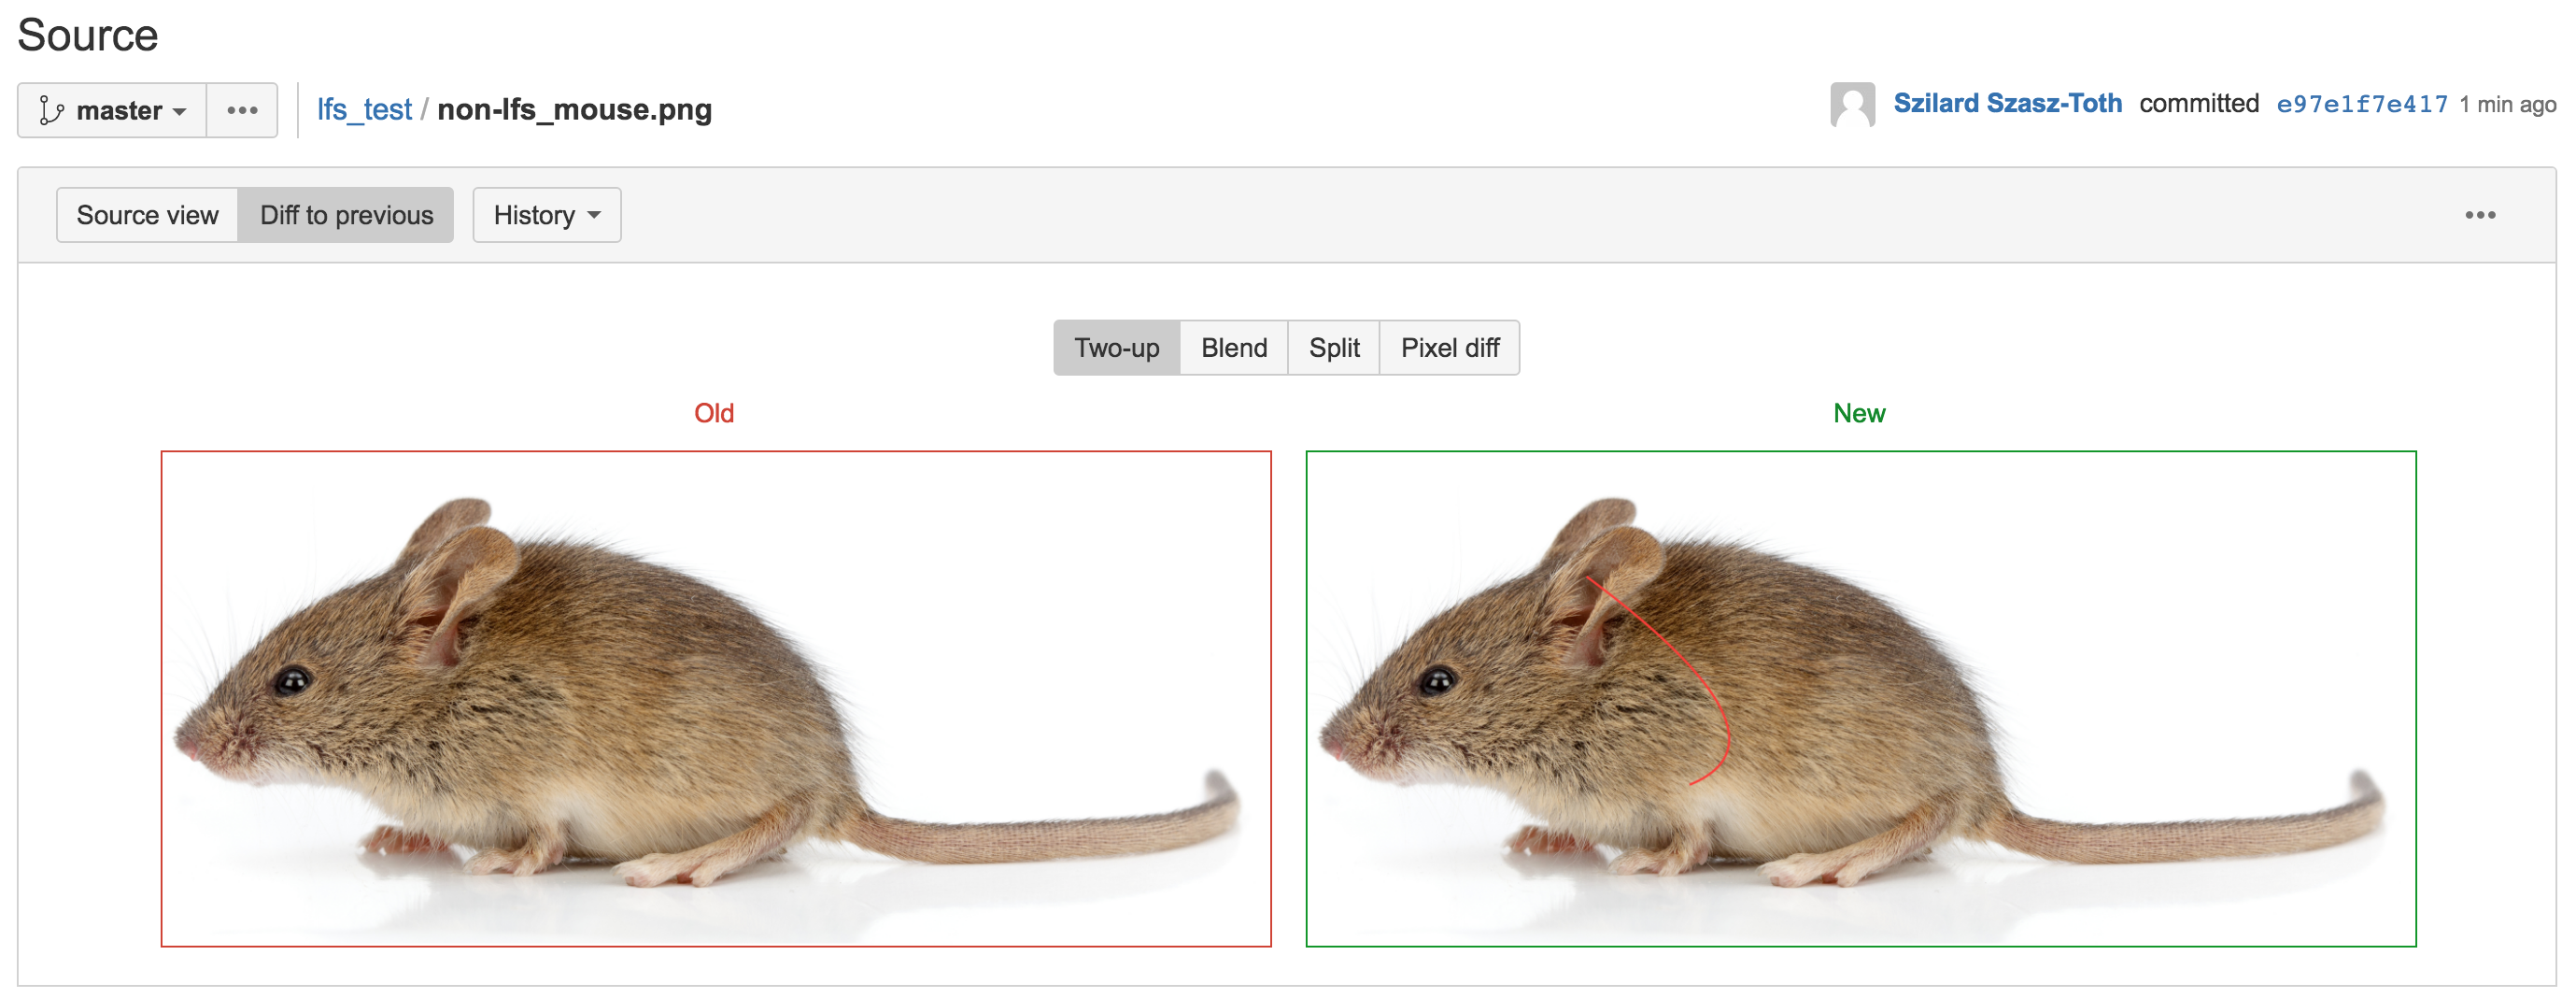 Source
master ••• lfs_test / non-lfs_mouse.png Szilard Szasz-Toth committed e97e1f7e417 1 min ago
Source view Diff to previous History •••
Two-up Blend Split Pixel diff
Old New